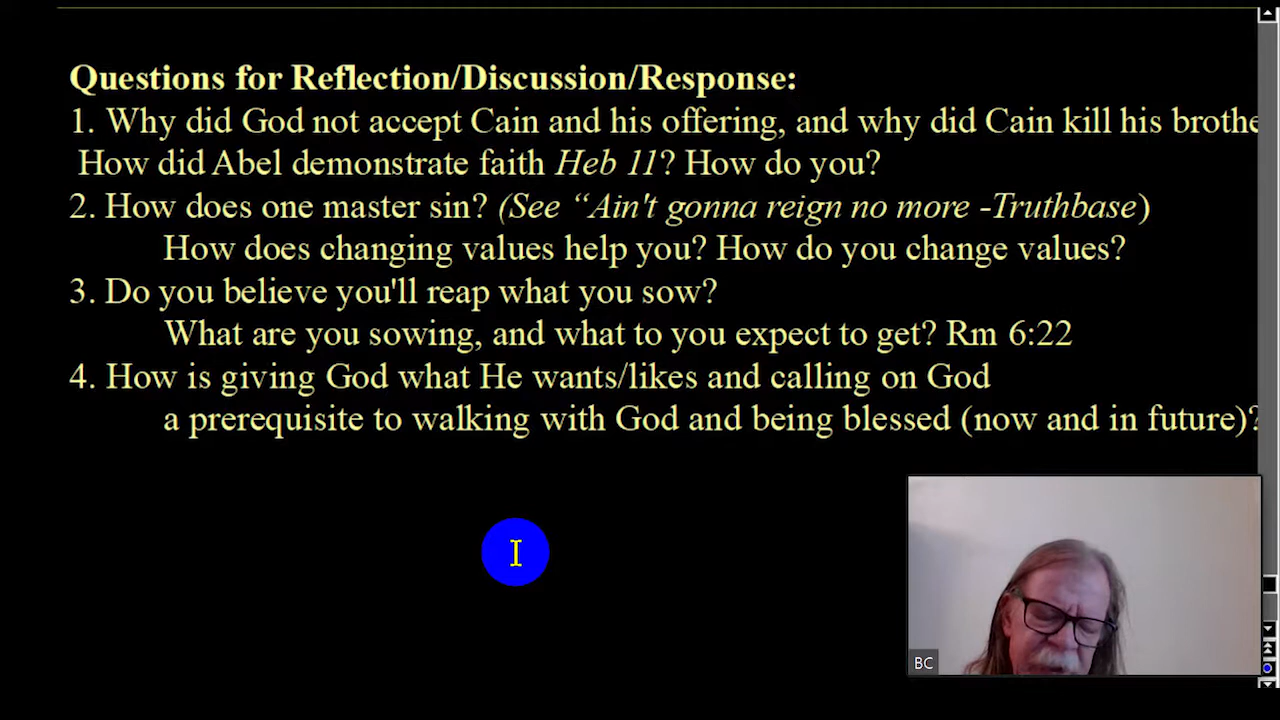 Questions for Reflection/Discussion/Response:
1. Why did God not accept Cain and his offering, and why did Cain kill his brothe
How did Abel demonstrate faith Heb 11? How do you?
2. How does one master sin? (See “Ain't gonna reign no more -Truthbase)
How does changing values help you? How do you change values?
3. Do you believe you'll reap what you sow?
What are you sowing, and what to you expect to get? Rm 6:22
4. How is giving God what He wants/likes and calling on God
a prerequisite to walking with God and being blessed (now and in future)?
BC